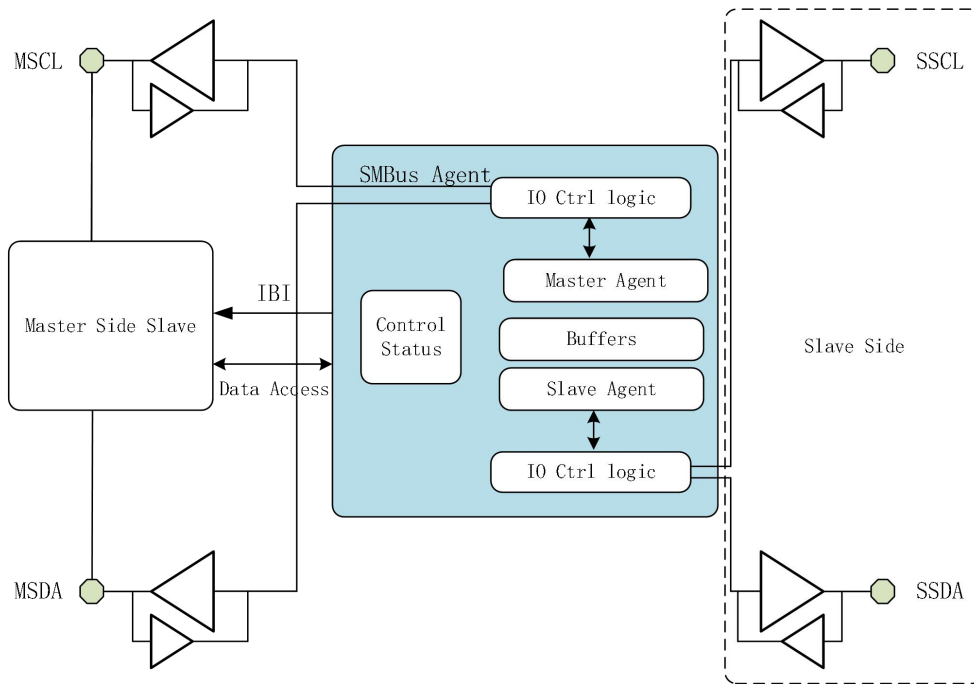 MSCL
SSCL
SMBus Agent
IO Ctrl logic
Master Agent
IBI
Master Side Slave
Control
Status
Buffers
Slave Side
Data Access
Slave Agent
IO Ctrl logic
MSDA
SSDA